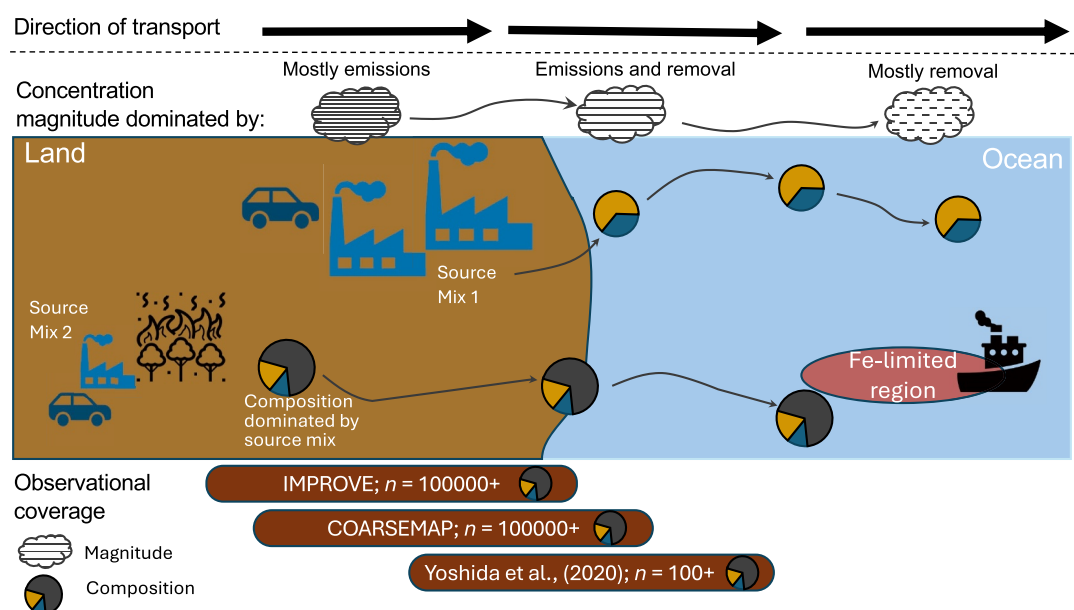 Direction of transport
Mostly emissions
Emissions and removal
Mostly removal
Concentration
magnitude dominated by:
Land
Ocean
Source
Mix 1
Source
Mix 2
Fe-limited
region
Composition
dominated by
source mix
Observational
coverage
IMPROVE; n = 100000+
COARSEMAP; n = 100000+
Yoshida et al., (2020); n = 100+
Magnitude
Composition